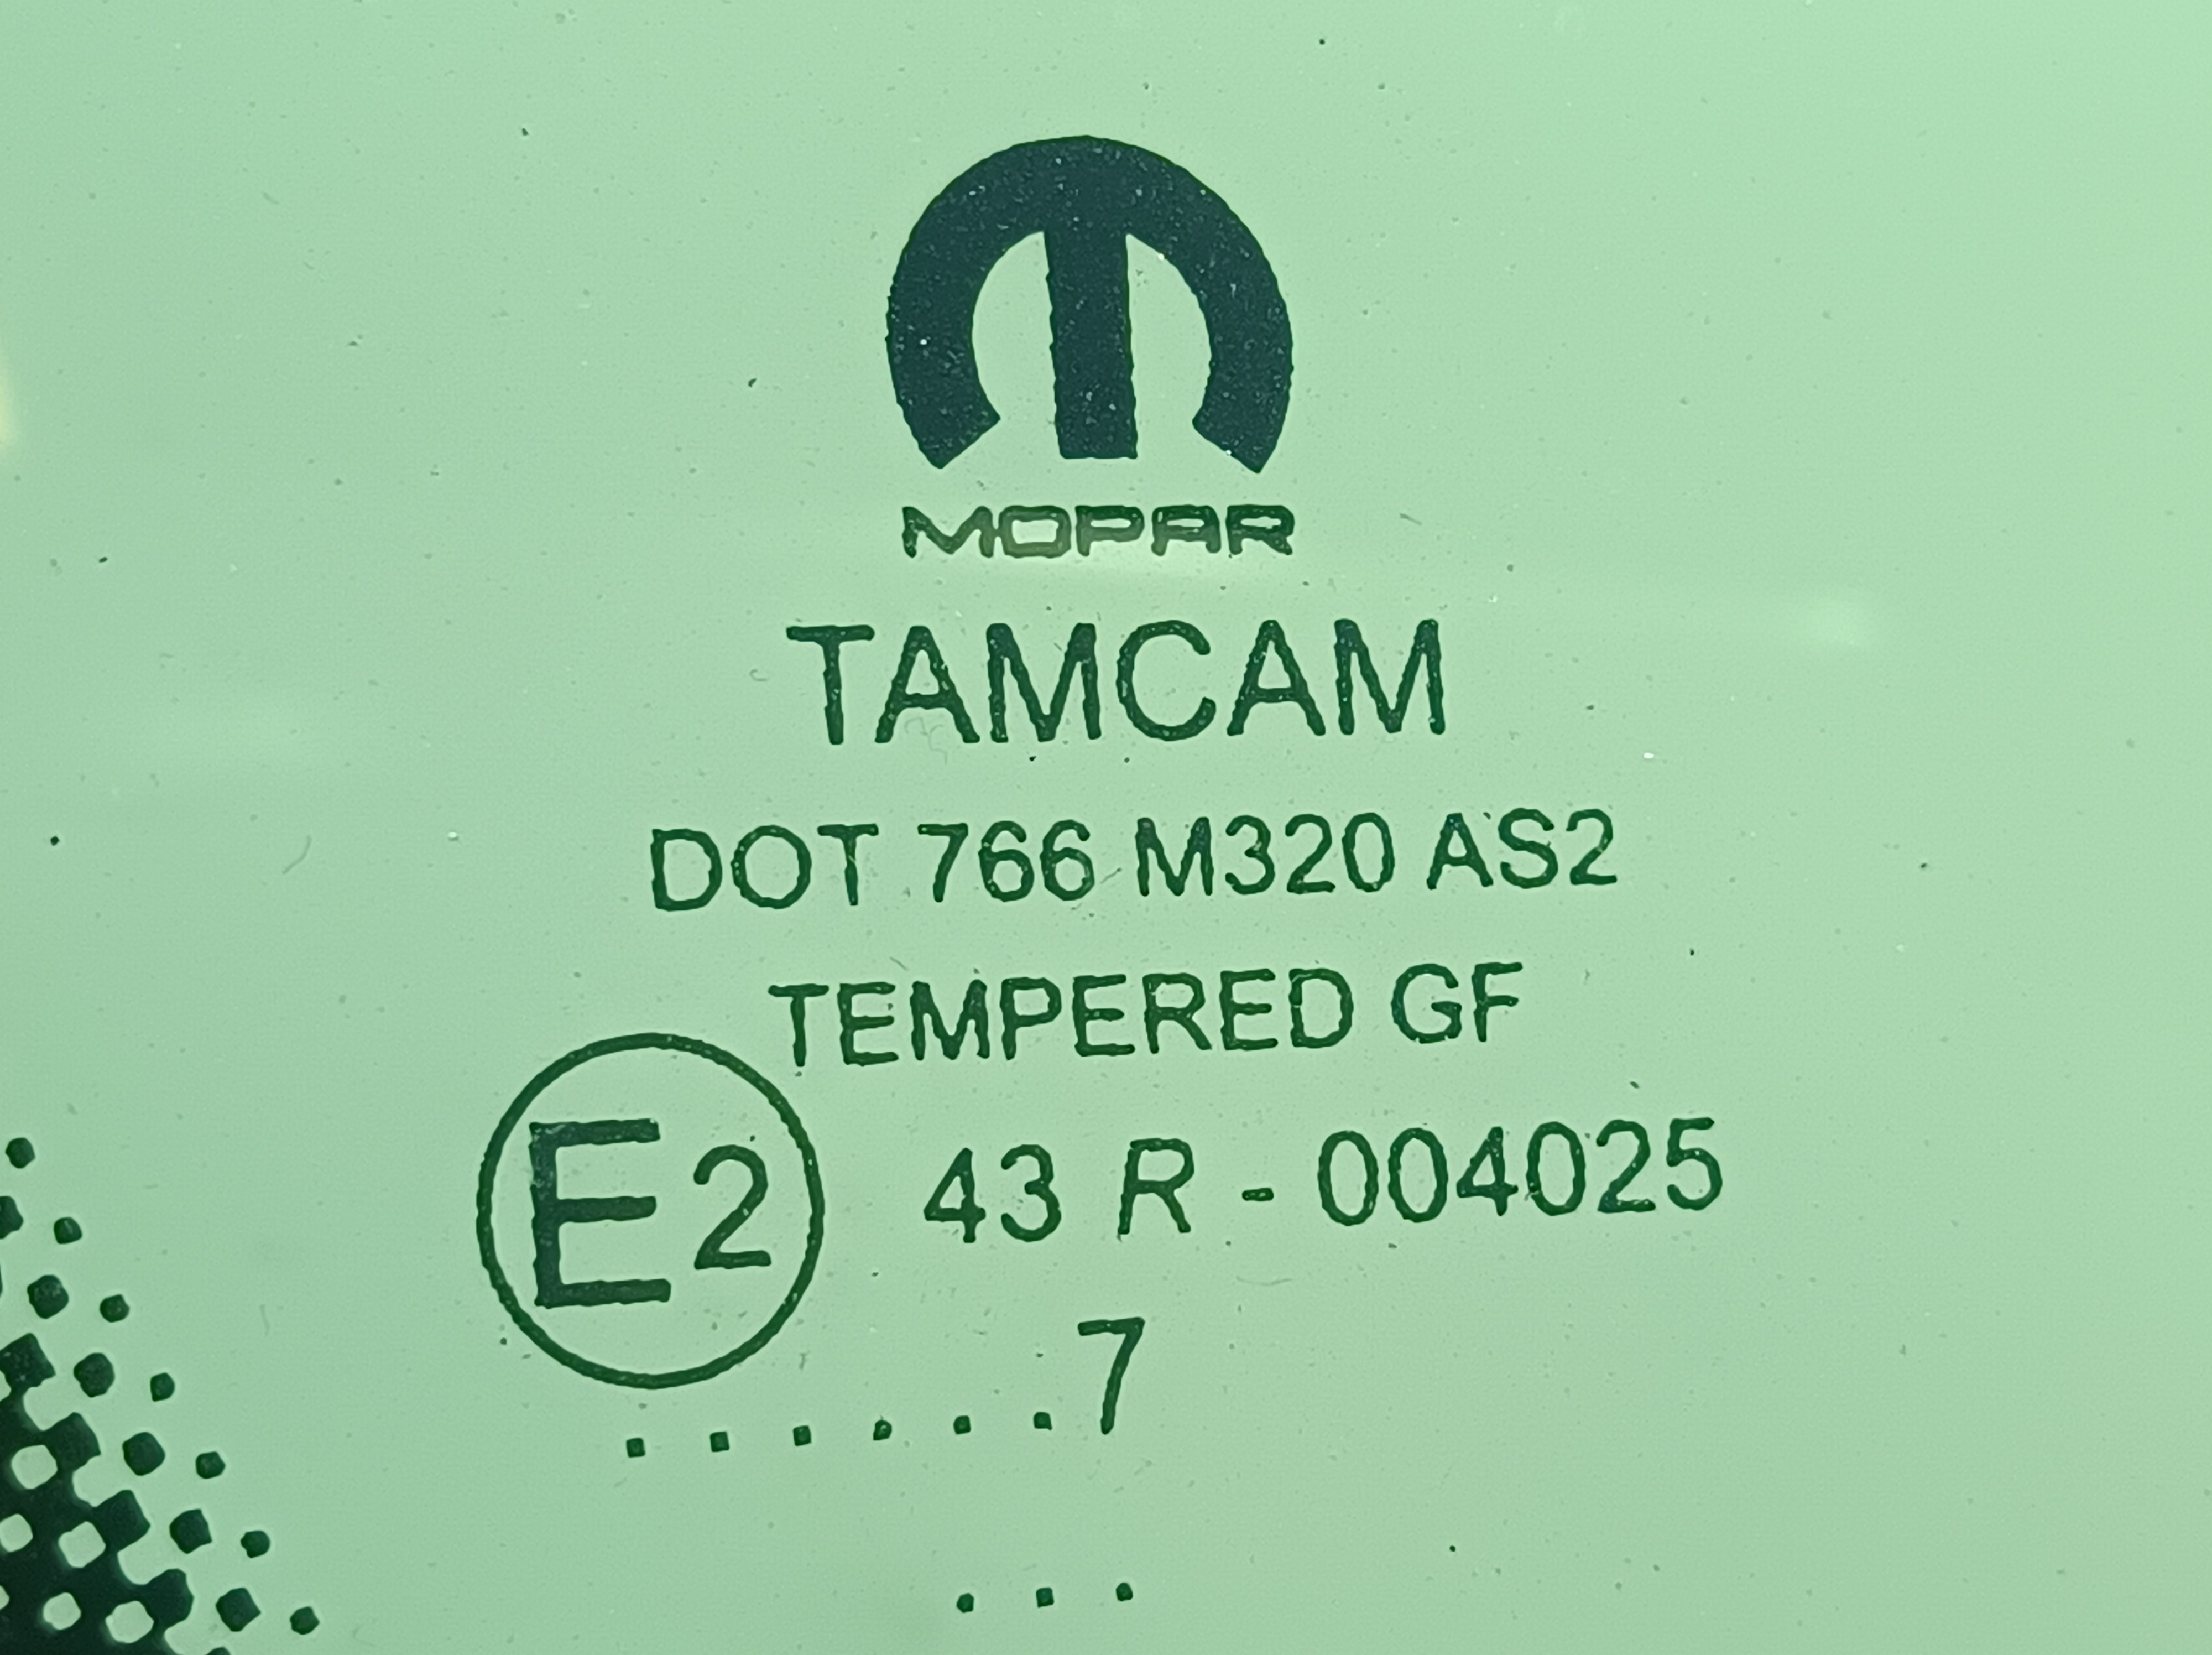 MOPAR
TAMCAM
DOT 766 M320 AS2
TEMPERED GF
E2 43 R - 004025
......7
...